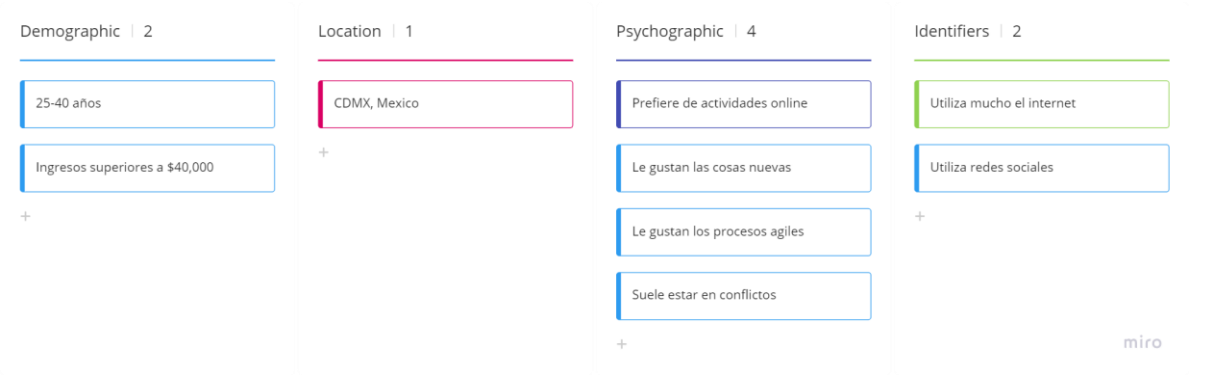 Demographic | 2
25-40 años
Ingresos superiores a $40,000
+
Location | 1
CDMX, Mexico
+
Psychographic | 4
Prefiere de actividades online
Le gustan las cosas nuevas
Le gustan los procesos agiles
Suele estar en conflictos
+
Identifiers | 2
Utiliza mucho el internet
Utiliza redes sociales
+
miro